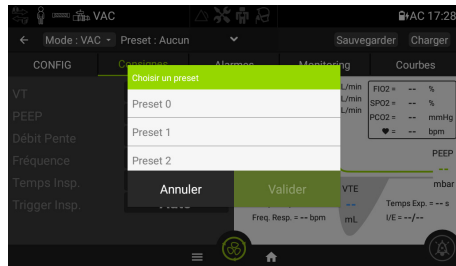 VAC
AC 17:28
Mode : VAC Preset : Aucun Sauvegarder Charger
CONFIG Consignes Alarmes Monitoring Courbes
Choisir un preset
Preset 0
Preset 1
Preset 2
Annuler Valider
VT
PEEP
Débit Pente
Fréquence
Temps Insp.
Trigger Insp.
L/min FIO2 = -- %
L/min SPO2 = -- %
L/min PCO2 = -- mmHg
= -- bpm
PEEP
--
mbar
VTE
--
mL
Temps Exp. = -- s
Freq. Resp. = -- bpm
I/E = --/--